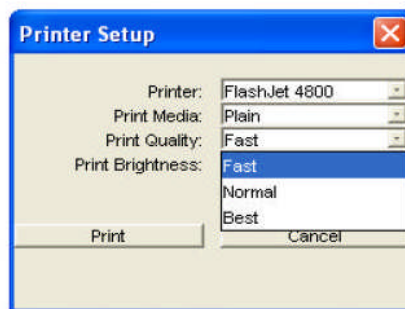 Printer Setup
Printer: FlashJet 4800
Print Media: Plain
Print Quality: Fast
Print Brightness: Fast
Normal
Best
Print Cancel